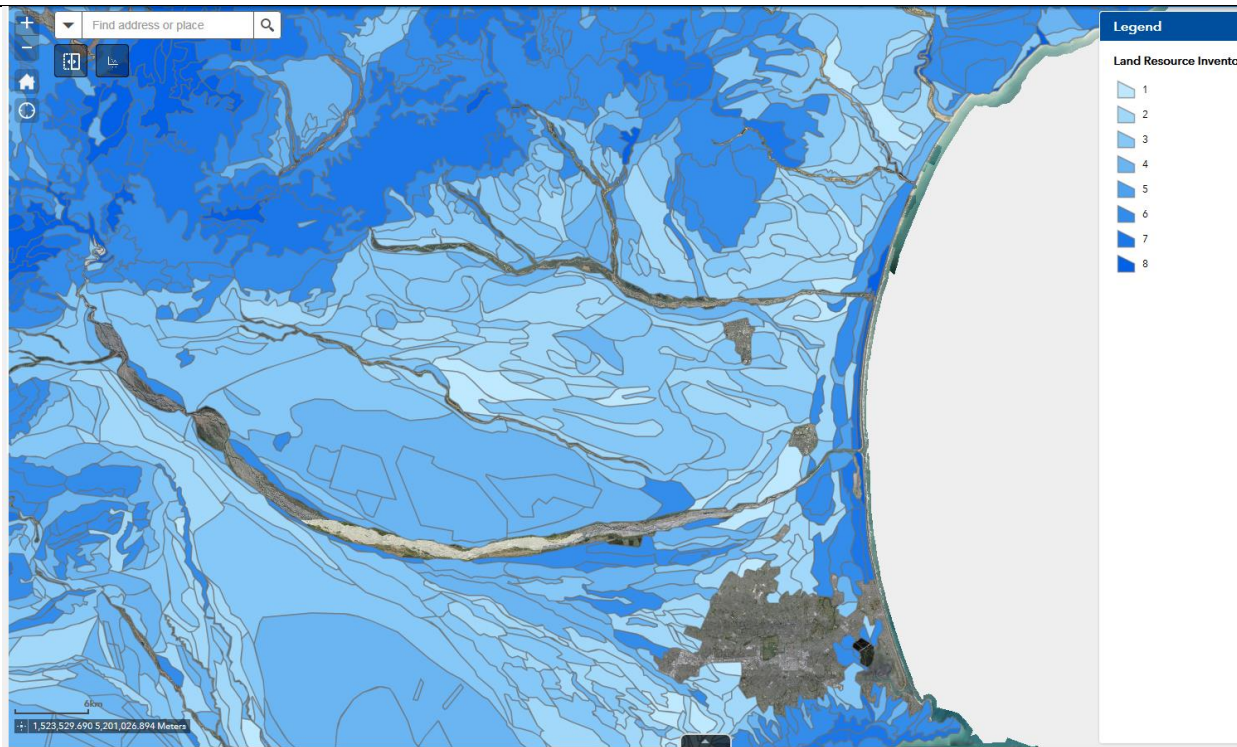 Find address or place
Legend
Land Resource Invento
1
2
3
4
5
6
7
8
6km
1,523,529.690 5,201,026.894 Meters